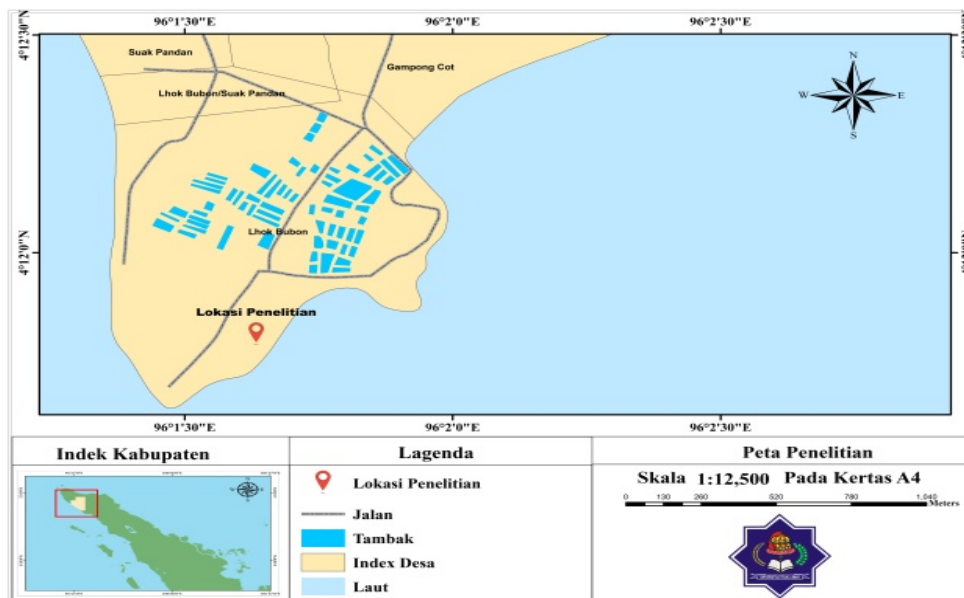 96°1'30"E 96°2'0"E 96°2'30"E
4°12'30"N
Suak Pandan
Gampong Cot
Lhok Bubon/Suak Pandan
N
W E
S
Lhok Bubon
4°12'0"N
Lokasi Penelitian
96°1'30"E 96°2'0"E 96°2'30"E
Indek Kabupaten
Lagenda
Lokasi Penelitian
Jalan
Tambak
Index Desa
Laut
Peta Penelitian
Skala 1:12,500 Pada Kertas A4
0 130 260 520 780 1,040
Meters